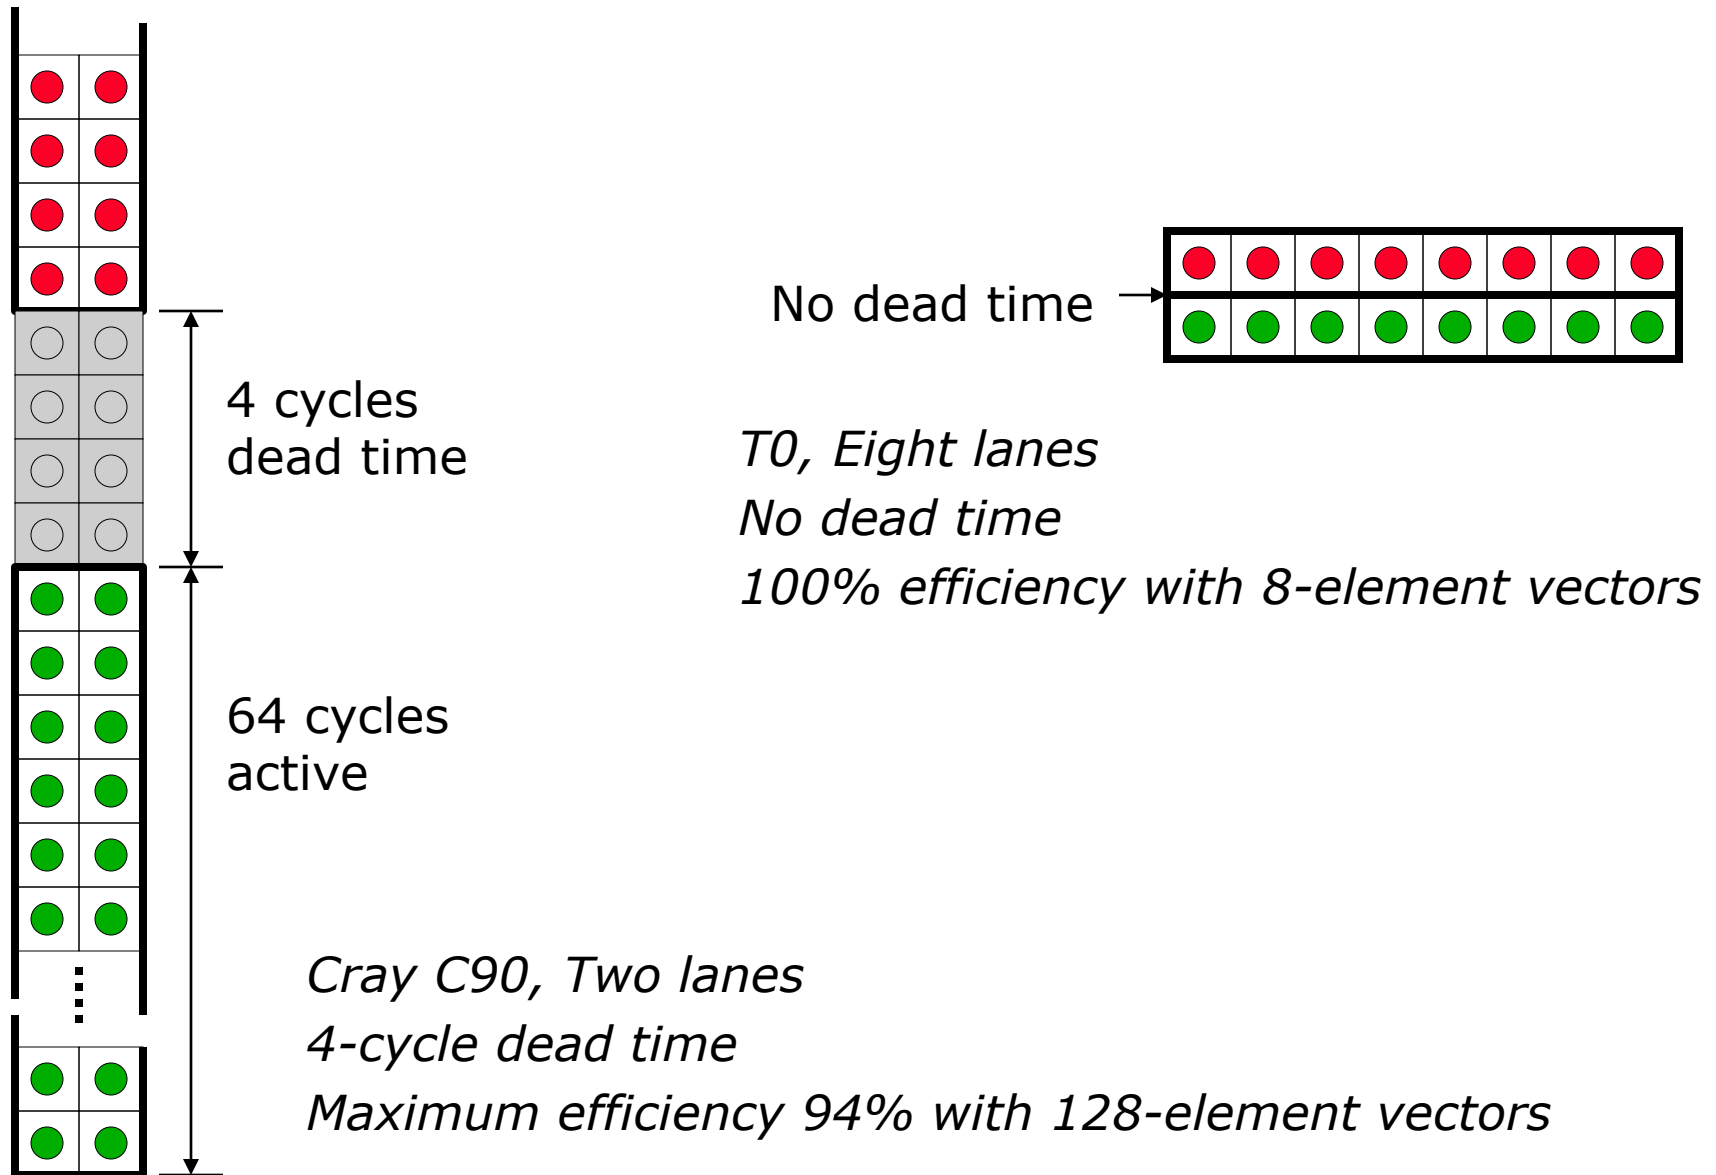 No dead time
4 cycles
dead time
T0, Eight lanes
No dead time
100% efficiency with 8-element vectors
64 cycles
active
Cray C90, Two lanes
4-cycle dead time
Maximum efficiency 94% with 128-element vectors